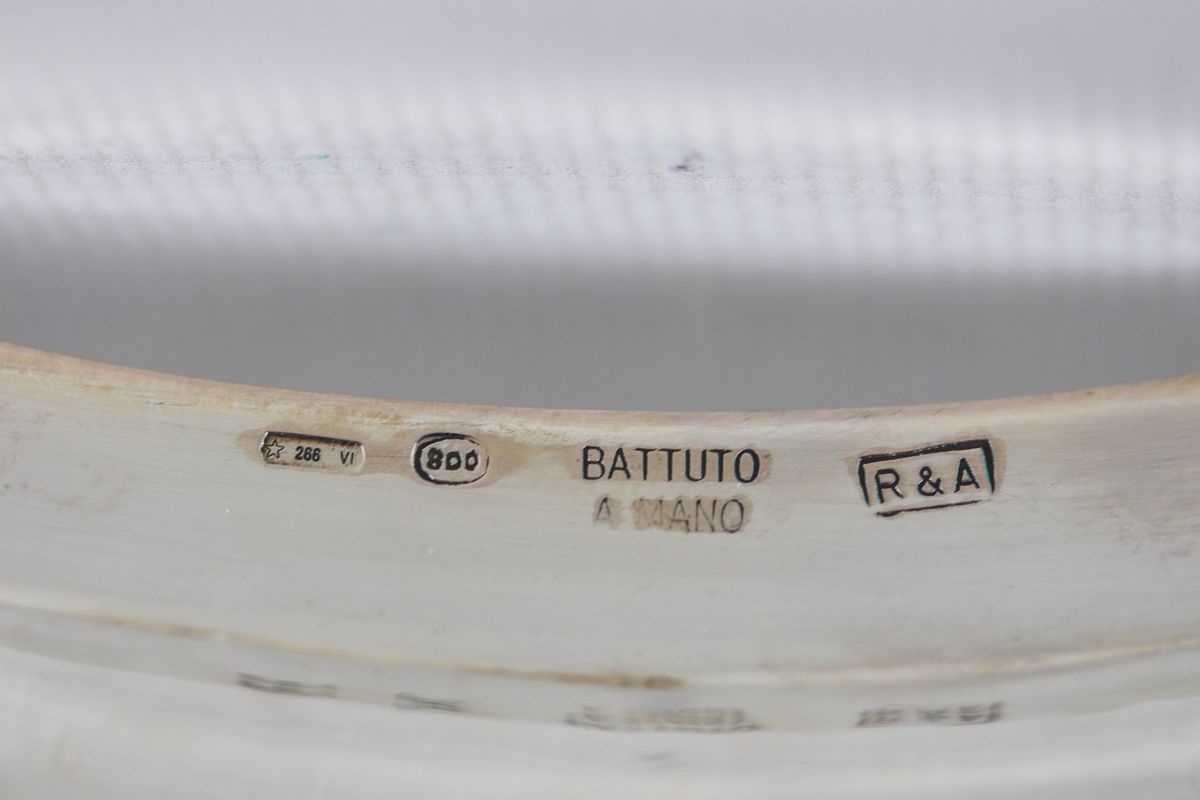 ☆ 266 VI
800
BATTUTO
A MANO
R & A